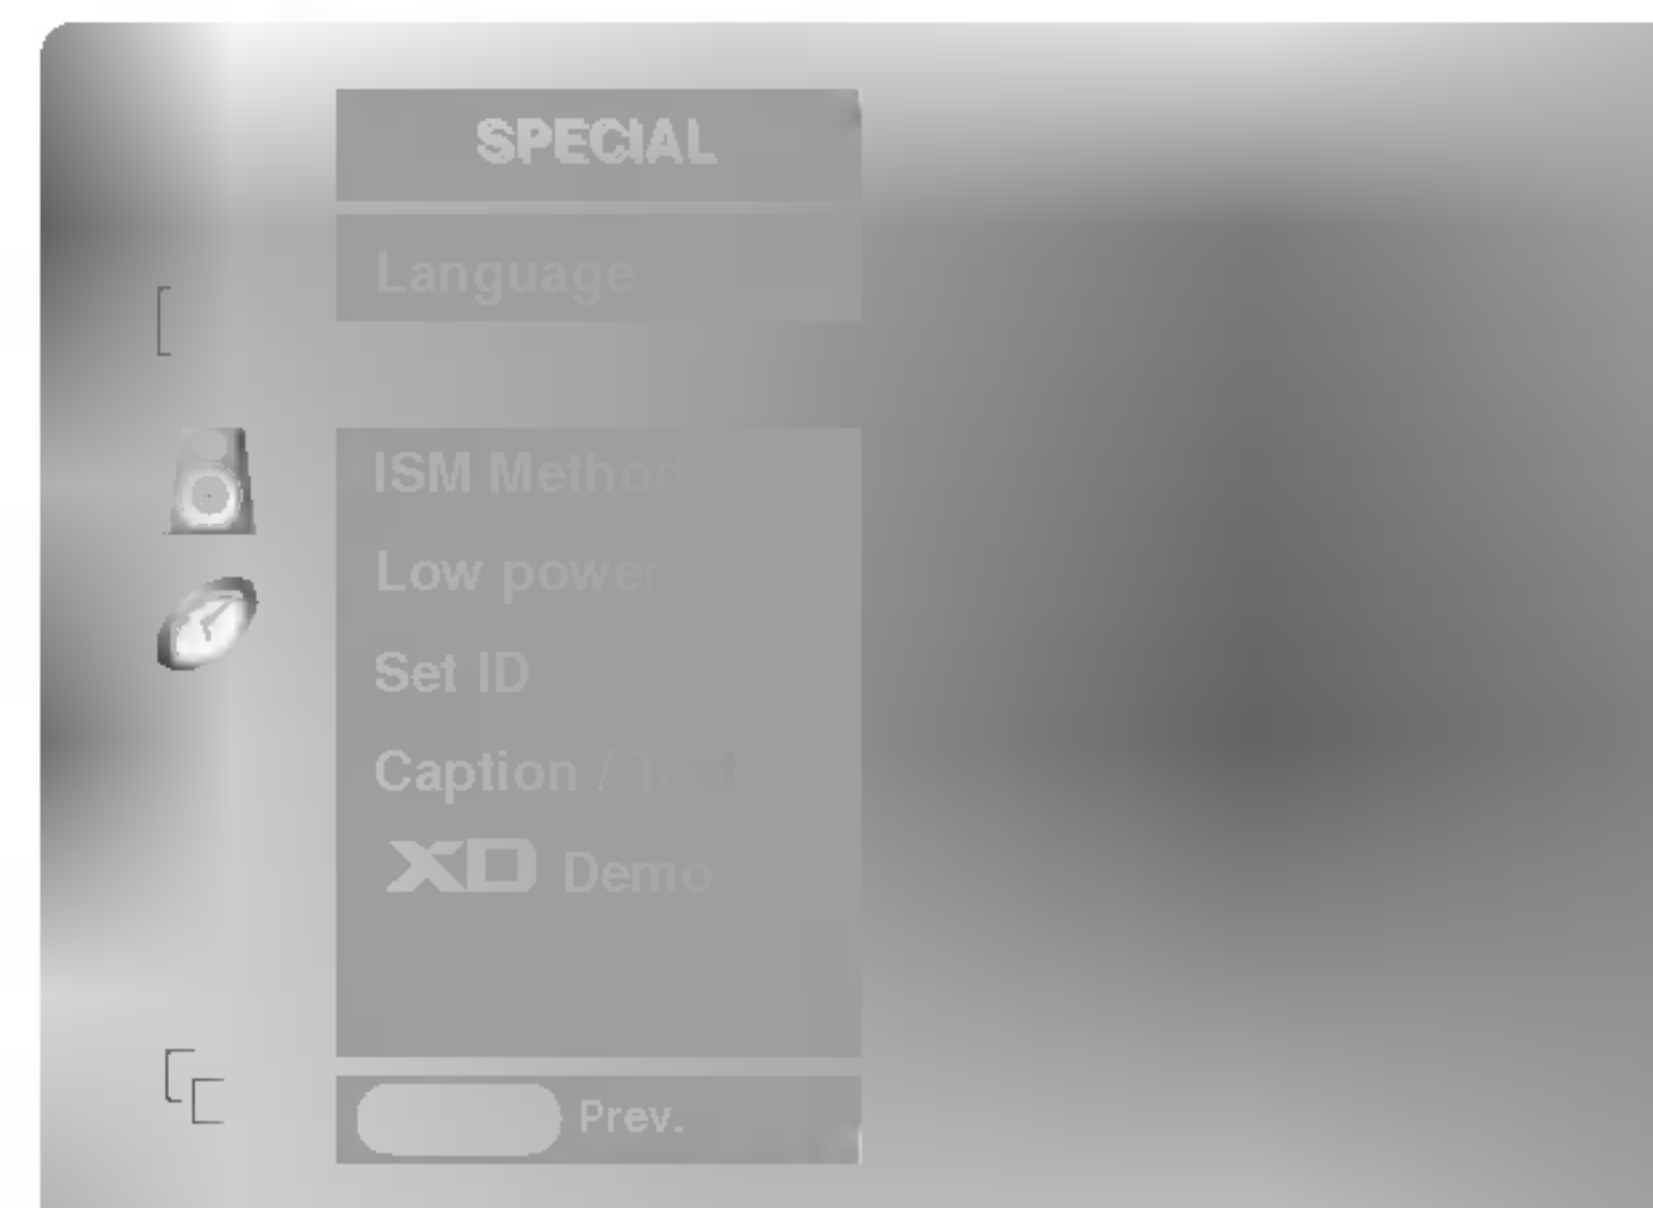 SPECIAL
Language
ISM Method
Low power
Set ID
Caption / Text
XD Demo
Prev.